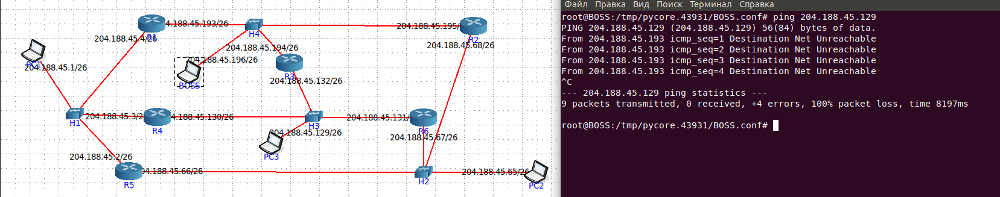 Файл Правка Вид Поиск Терминал Справка
root@BOSS:/tmp/pycore.43931/BOSS.conf# ping 204.188.45.129
PING 204.188.45.129 (204.188.45.129) 56(84) bytes of data.
From 204.188.45.193 icmp_seq=1 Destination Net Unreachable
From 204.188.45.193 icmp_seq=2 Destination Net Unreachable
From 204.188.45.193 icmp_seq=3 Destination Net Unreachable
From 204.188.45.193 icmp_seq=4 Destination Net Unreachable
^C
--- 204.188.45.129 ping statistics ---
9 packets transmitted, 0 received, +4 errors, 100% packet loss, time 8197ms
root@BOSS:/tmp/pycore.43931/BOSS.conf#
4.188.45.193/26
H4
204.188.45.195/
R2
204.188.45.4/26
R1
204.188.45.68/26
204.188.45.194/26
204.188.45.196/26
PC1
204.188.45.1/26
R3
204.188.45.132/26
BOSS
H1
204.188.45.3/2
R4
4.188.45.130/26
H3
204.188.45.131/
R6
204.188.45.129/26
204.188.45.67/26
PC3
204.188.45.2/26
R5
04.188.45.66/26
H2
204.188.45.65/26
PC2